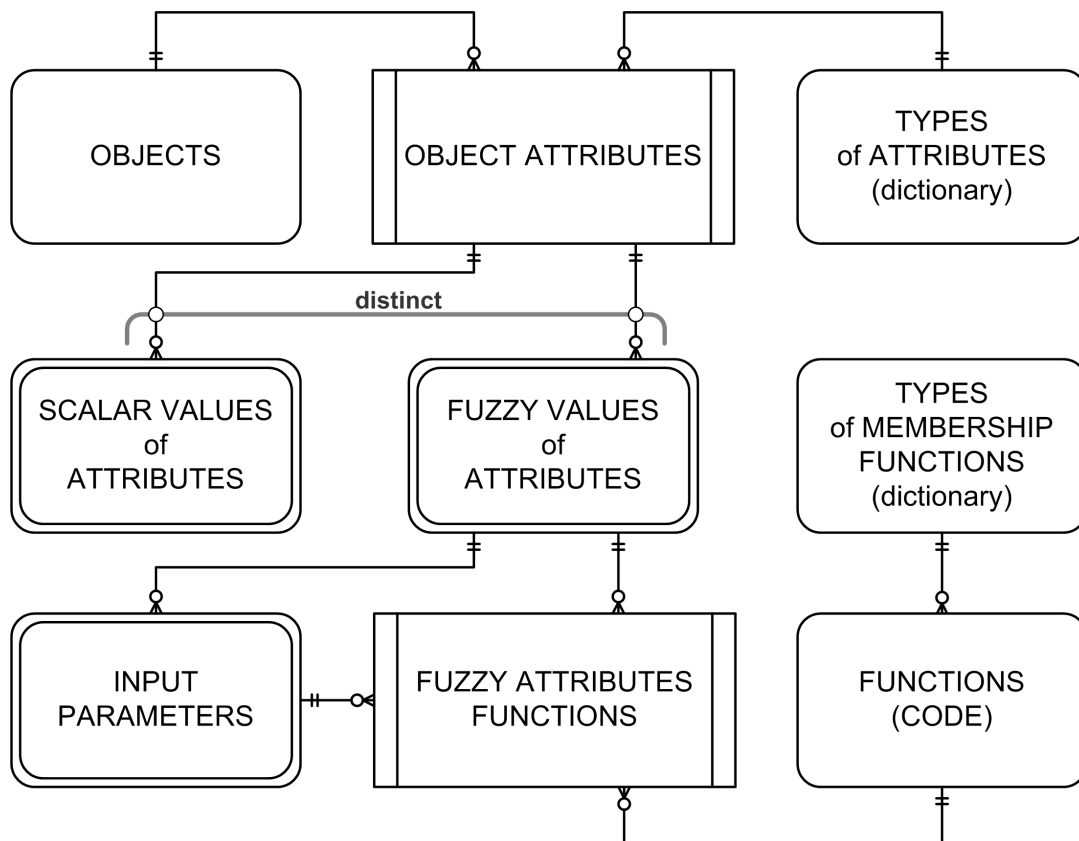 OBJECTS
OBJECT ATTRIBUTES
TYPES
of ATTRIBUTES
(dictionary)
distinct
SCALAR VALUES
of
ATTRIBUTES
FUZZY VALUES
of
ATTRIBUTES
TYPES
of MEMBERSHIP
FUNCTIONS
(dictionary)
INPUT
PARAMETERS
FUZZY ATTRIBUTES
FUNCTIONS
FUNCTIONS
(CODE)